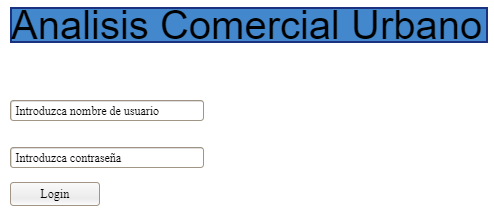 Analisis Comercial Urbano
Introduzca nombre de usuario
Introduzca contraseña
Login